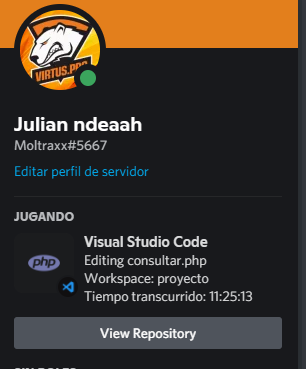 VIRTUS.PRO
Julian ndeaah
Moltraxx#5667
Editar perfil de servidor
JUGANDO
php
Visual Studio Code
Editing consultar.php
Workspace: proyecto
Tiempo transcurrido: 11:25:13
View Repository